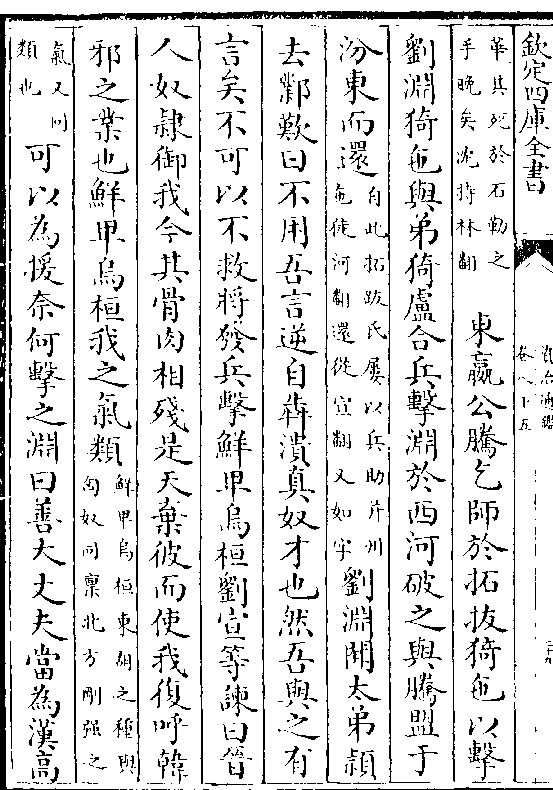 欽定四庫全書
資治通鑑
卷八十五
華其死於石勒之
手晚矣沈持林翻
東嬴公騰乞師於拓拔猗㐌以擊
劉淵猗㐌與弟猗盧合兵擊淵於西河破之與騰盟于
汾東而還
自此拓跋氏屢以兵助并州
㐌徒河翻還從宣翻又如字
劉淵聞太弟穎
去鄴歎曰不用吾言逆自奔潰真奴才也然吾與之有
言矣不可以不救將發兵擊鮮卑烏桓劉宣等諫曰晉
人奴隸御我今其骨肉相殘是天棄彼而使我復呼韓
邪之業也鮮卑烏桓我之氣類
鮮卑烏桓東胡之種與
匈奴同稟北方剛强之
氣又同
類也
可以為援奈何擊之淵曰善大丈夫當為漢高